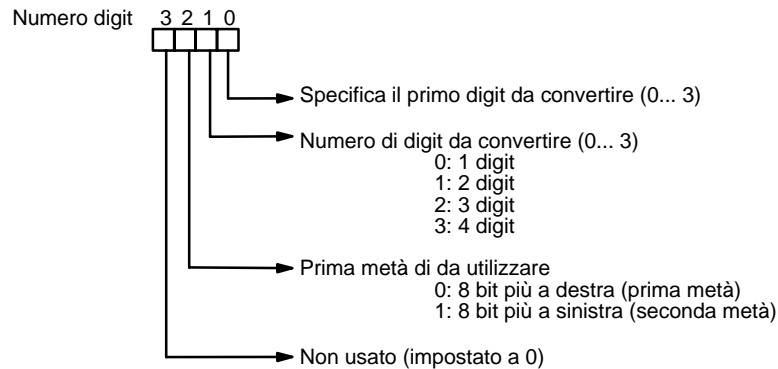 Numero digit 3 2 1 0
Specifica il primo digit da convertire (0... 3)
Numero di digit da convertire (0... 3)
0: 1 digit
1: 2 digit
2: 3 digit
3: 4 digit
Prima metà di da utilizzare
0: 8 bit più a destra (prima metà)
1: 8 bit più a sinistra (seconda metà)
Non usato (impostato a 0)